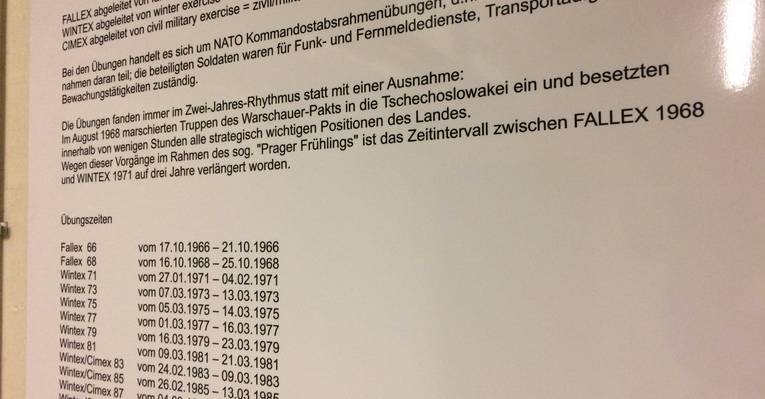 FALLEX abgeleitet von
WINTEX abgeleitet von winter exercise
CIMEX abgeleitet von civil military exercise =
Bei den Übungen handelt es sich um NATO Kommandostabsrahmenübungen,
nahmen daran teil; die beteiligten Soldaten waren für Funk- und Fernmeldedienste,
Bewachungstätigkeiten zuständig.
Die Übungen fanden immer im Zwei-Jahres-Rhythmus statt mit einer Ausnahme:
Im August 1968 marschierten Truppen des Warschauer-Pakts in die Tschechoslowakei ein und besetzten
innerhalb von wenigen Stunden alle strategisch wichtigen Positionen des Landes.
Wegen dieser Vorgänge im Rahmen des sog. "Prager Frühlings" ist das Zeitintervall zwischen FALLEX 1968
und WINTEX 1971 auf drei Jahre verlängert worden.
Übungszeiten
Fallex 66 vom 17.10.1966 – 21.10.1966
Fallex 68 vom 16.10.1968 – 25.10.1968
Wintex 71 vom 27.01.1971 – 04.02.1971
Wintex 73 vom 07.03.1973 – 13.03.1973
Wintex 75 vom 05.03.1975 – 14.03.1975
Wintex 77 vom 01.03.1977 – 16.03.1977
Wintex 79 vom 16.03.1979 – 23.03.1979
Wintex 81 vom 09.03.1981 – 21.03.1981
Wintex/Cimex 83 vom 24.02.1983 – 09.03.1983
Wintex/Cimex 85 vom 26.02.1985 – 13.03.1985
Wintex/Cimex 87 vom